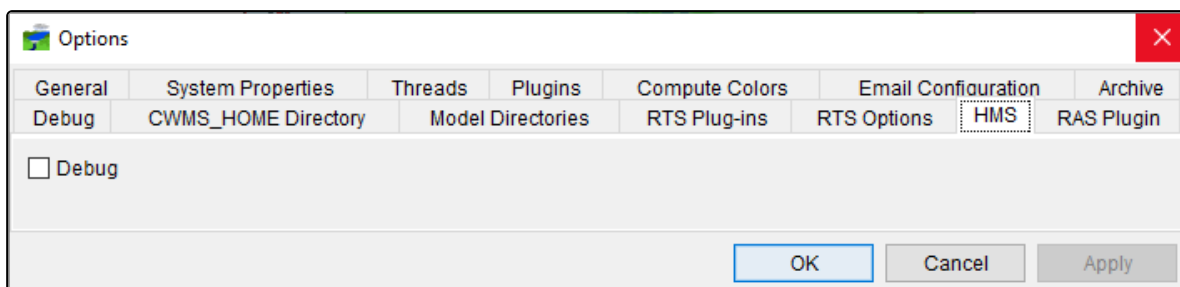 Options
General System Properties Threads Plugins Compute Colors Email Configuration Archive
Debug CWMS_HOME Directory Model Directories RTS Plug-ins RTS Options HMS RAS Plugin
Debug
OK Cancel Apply